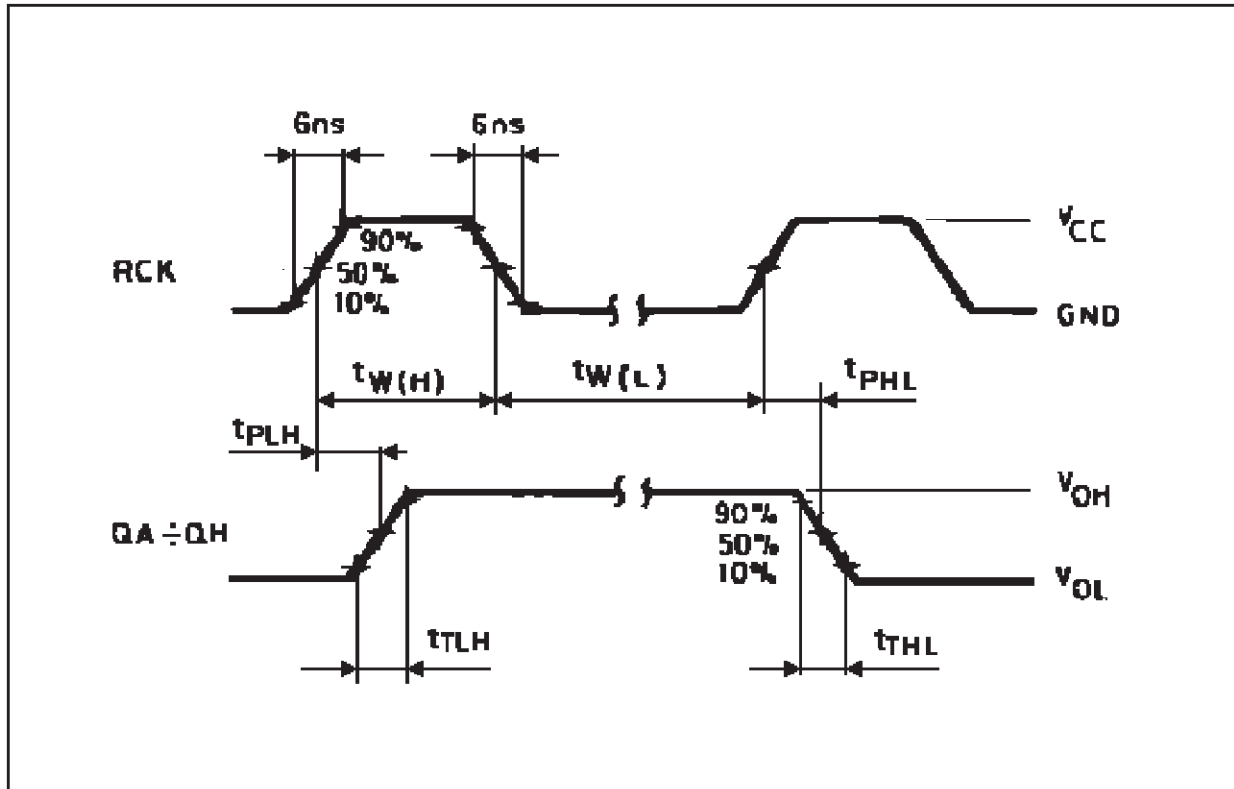 6ns 6ns
90%
50%
10%
RCK
VCC
GND
tW(H) tW(L) tPHL
tPLH
VOH
90%
50%
10%
QA÷QH
VOL
tTLH tTHL